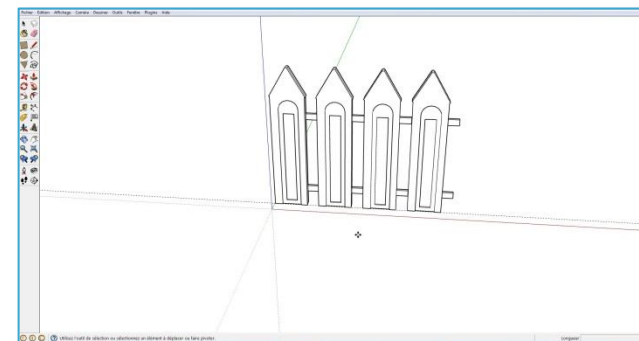 Fichier Edition Affichage Caméra Dessiner Outils Fenêtre Plugins Aide
Utilisez l'outil de sélection ou sélectionnez un élément à déplacer ou faire pivoter.
Longueur